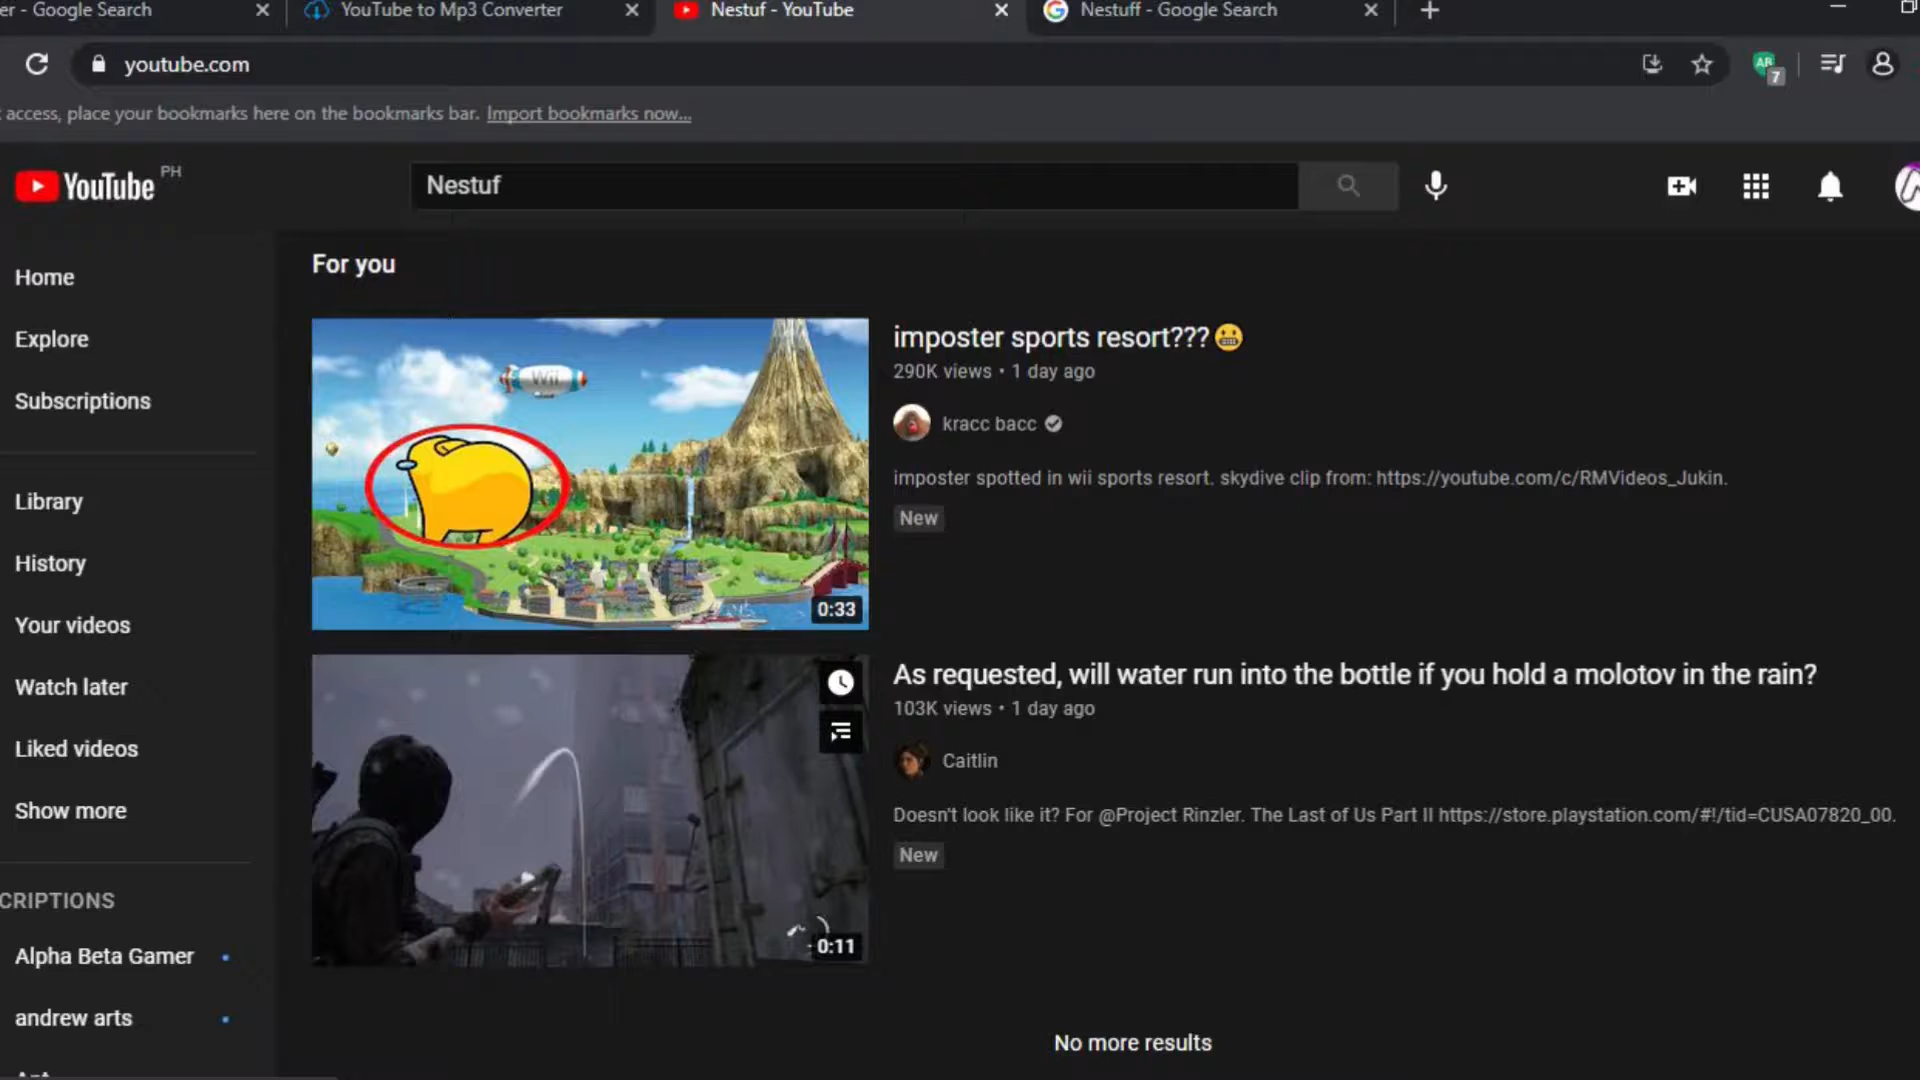 er - Google Search
YouTube to Mp3 Converter
Nestuf - YouTube
Nestuff - Google Search
youtube.com
AB
7
access, place your bookmarks here on the bookmarks bar. Import bookmarks now...
YouTube PH
Nestuf
Home
Explore
Subscriptions
Library
History
Your videos
Watch later
Liked videos
Show more
CRIPTIONS
Alpha Beta Gamer
andrew arts
For you
Wii
0:33
imposter sports resort???😬
290K views • 1 day ago
kracc bacc
imposter spotted in wii sports resort. skydive clip from: https://youtube.com/c/RMVideos_Jukin.
New
0:11
As requested, will water run into the bottle if you hold a molotov in the rain?
103K views • 1 day ago
Caitlin
Doesn't look like it? For @Project Rinzler. The Last of Us Part II https://store.playstation.com/#!/tid=CUSA07820_00.
New
No more results